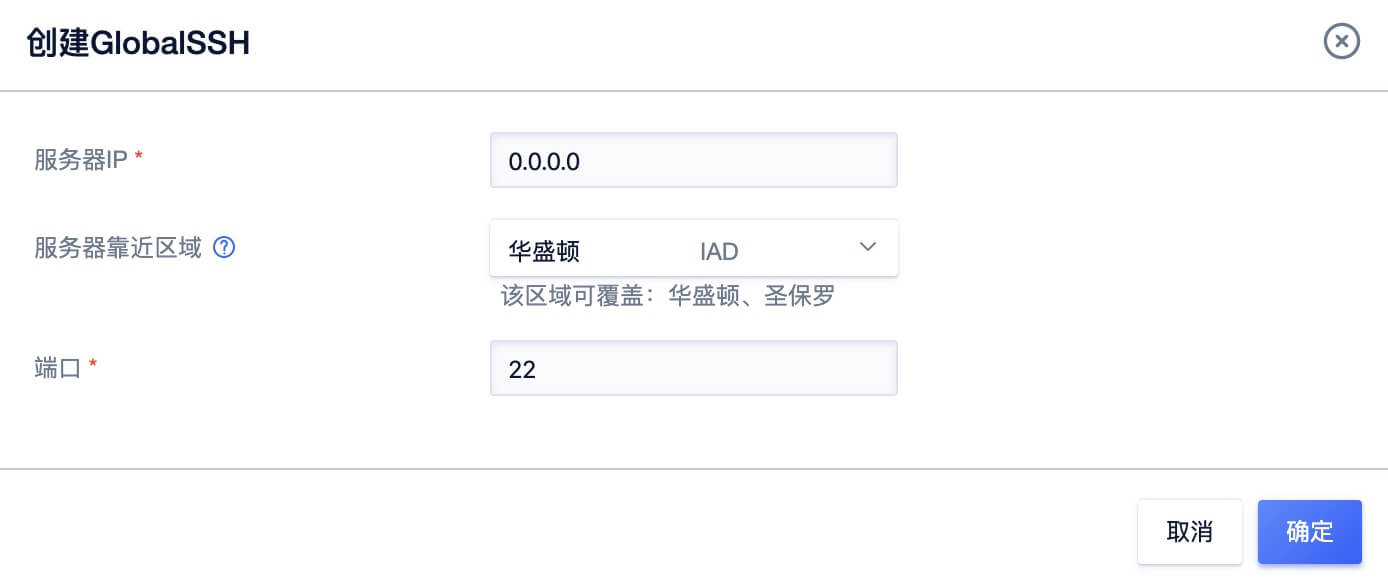 创建GlobalSSH
服务器IP *
0.0.0.0
服务器靠近区域 ?
华盛顿 IAD
该区域可覆盖：华盛顿、圣保罗
端口 *
22
取消 确定